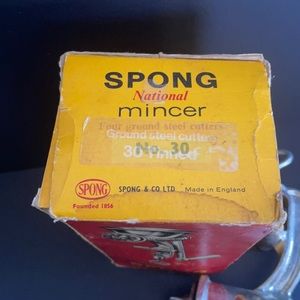 SPONG
National
mincer
Four ground steel cutters
Ground steel cutters
No. 30
30 Tinned
SPONG
SPONG & CO LTD Made in England
Founded 1856